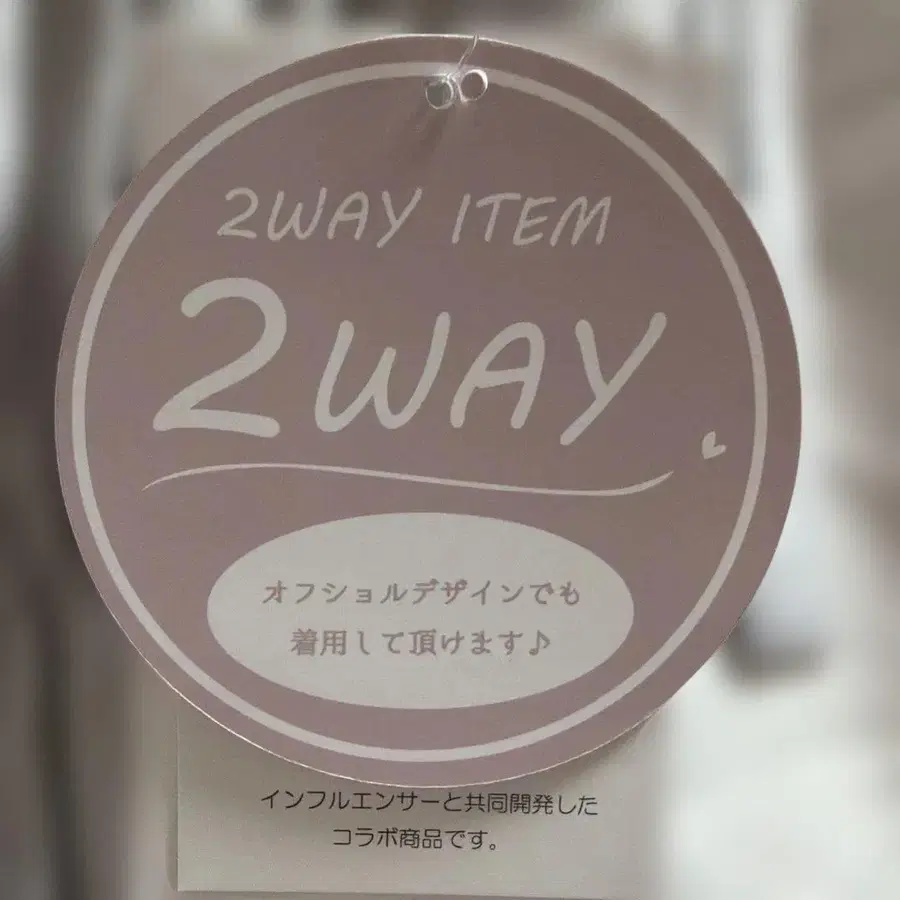 2WAY ITEM
2WAY
オフショルデザインでも
着用して頂けます♪
インフルエンサーと共同開発した
コラボ商品です。